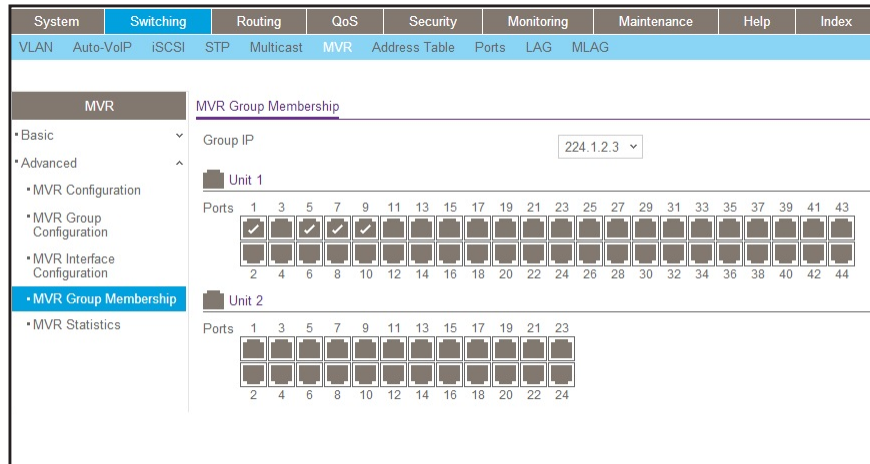 System Switching Routing QoS Security Monitoring Maintenance Help Index
VLAN Auto-VoIP iSCSI STP Multicast MVR Address Table Ports LAG MLAG
MVR
Basic
Advanced
MVR Configuration
MVR Group
Configuration
MVR Interface
Configuration
MVR Group Membership
MVR Statistics
MVR Group Membership
Group IP 224.1.2.3
Unit 1
Ports 1 3 5 7 9 11 13 15 17 19 21 23 25 27 29 31 33 35 37 39 41 43
2 4 6 8 10 12 14 16 18 20 22 24 26 28 30 32 34 36 38 40 42 44
Unit 2
Ports 1 3 5 7 9 11 13 15 17 19 21 23
2 4 6 8 10 12 14 16 18 20 22 24